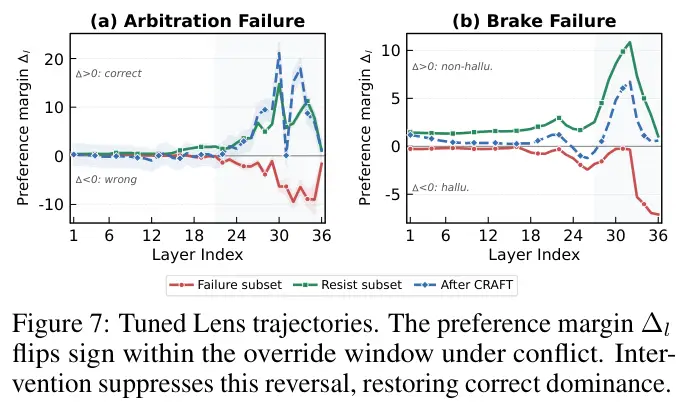 (a) Arbitration Failure
Preference margin Δl
20
10
0
-10
Δ>0: correct
Δ<0: wrong
1 6 12 18 24 30 36
Layer Index
(b) Brake Failure
Preference margin Δl
10
5
0
-5
Δ>0: non-hallu.
Δ<0: hallu.
1 6 12 18 24 30 36
Layer Index
Failure subset Resist subset After CRAFT
Figure 7: Tuned Lens trajectories. The preference margin Δl
flips sign within the override window under conflict. Inter-
vention suppresses this reversal, restoring correct dominance.